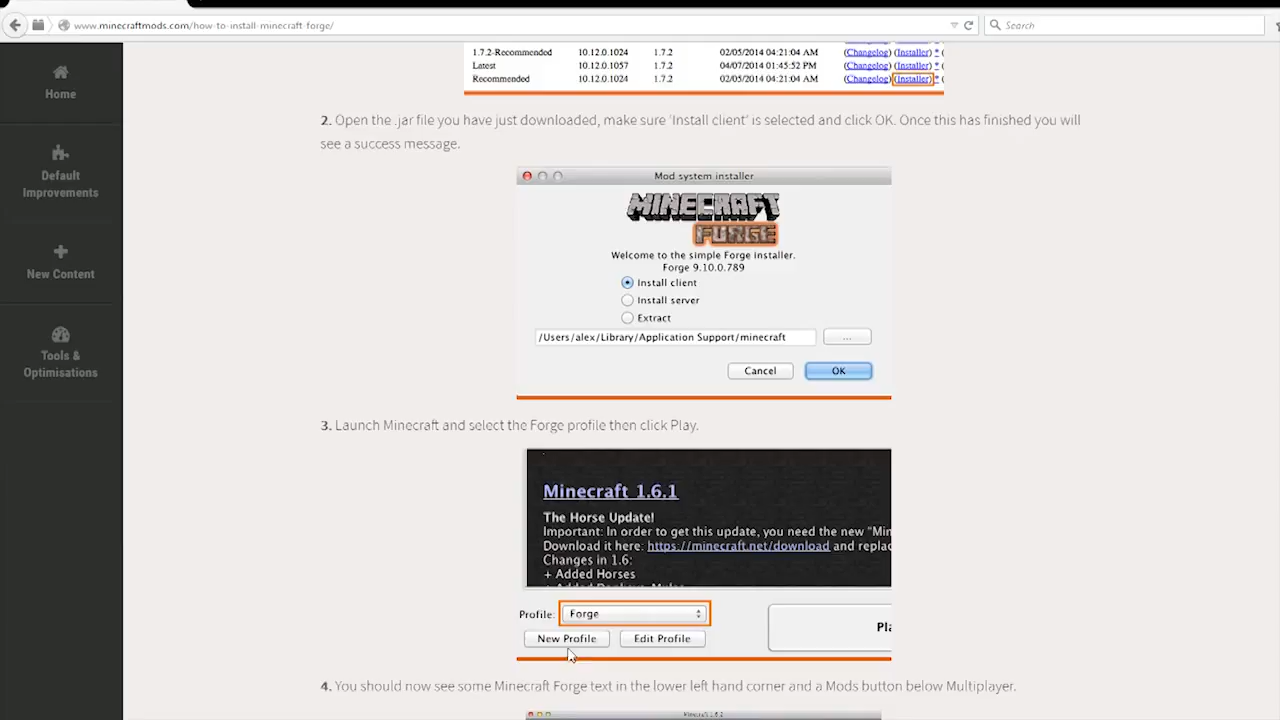 www.minecraftmods.com/how-to-install-minecraft-forge/
Search
Home
Default
Improvements
New Content
Tools &
Optimisations
1.7.2-Recommended 10.12.0.1024 1.7.2 02/05/2014 04:21:04 AM (Changelog) (Installer) * (
Latest 10.12.0.1057 1.7.2 04/07/2014 01:45:52 PM (Changelog) (Installer) * (
Recommended 10.12.0.1024 1.7.2 02/05/2014 04:21:04 AM (Changelog) (Installer) * (
2. Open the .jar file you have just downloaded, make sure 'Install client' is selected and click OK. Once this has finished you will
see a success message.
Mod system installer
MINECRAFT
FORGE
Welcome to the simple Forge installer.
Forge 9.10.0.789
Install client
Install server
Extract
/Users/alex/Library/Application Support/minecraft
...
Cancel
OK
3. Launch Minecraft and select the Forge profile then click Play.
Minecraft 1.6.1
The Horse Update!
Important: In order to get this update, you need the new "Min
Download it here: https://minecraft.net/download and replac
Changes in 1.6:
+ Added Horses
Profile: Forge
New Profile
Edit Profile
Pla
4. You should now see some Minecraft Forge text in the lower left hand corner and a Mods button below Multiplayer.